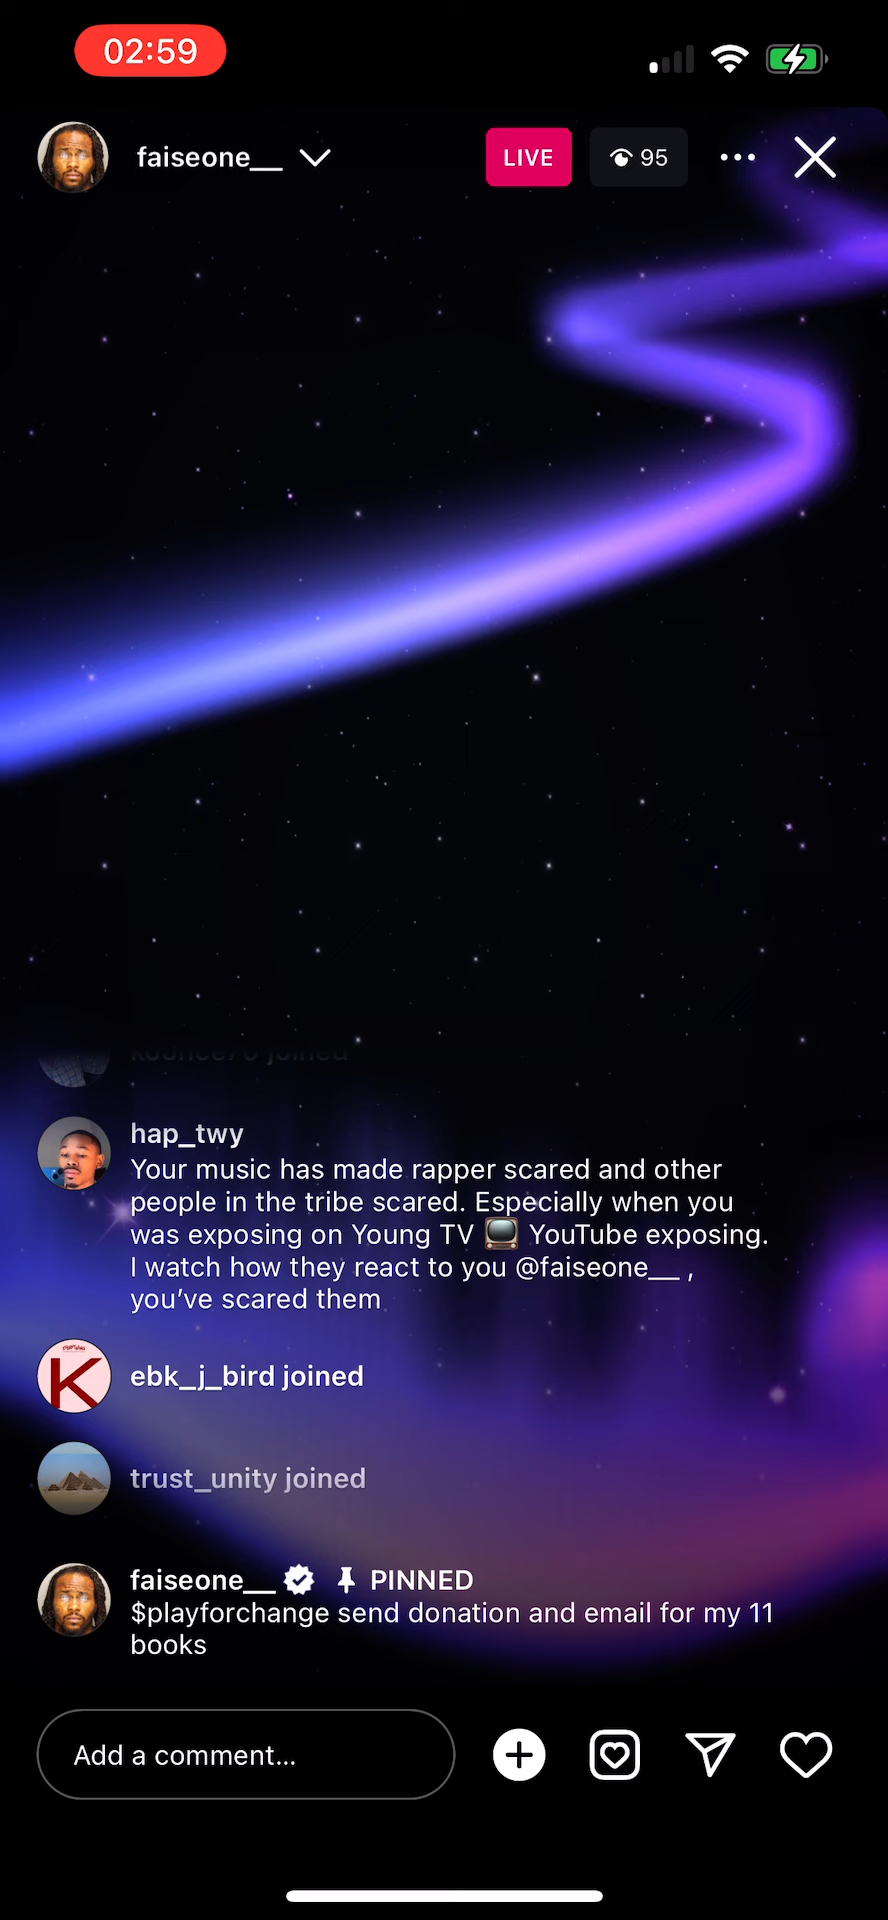 02:59
faiseone__
LIVE
95
joined
hap_twy
Your music has made rapper scared and other
people in the tribe scared. Especially when you
was exposing on Young TV 📺 YouTube exposing.
I watch how they react to you @faiseone__ ,
you’ve scared them
K
ebk_j_bird joined
trust_unity joined
faiseone__ PINNED
$playforchange send donation and email for my 11
books
Add a comment...